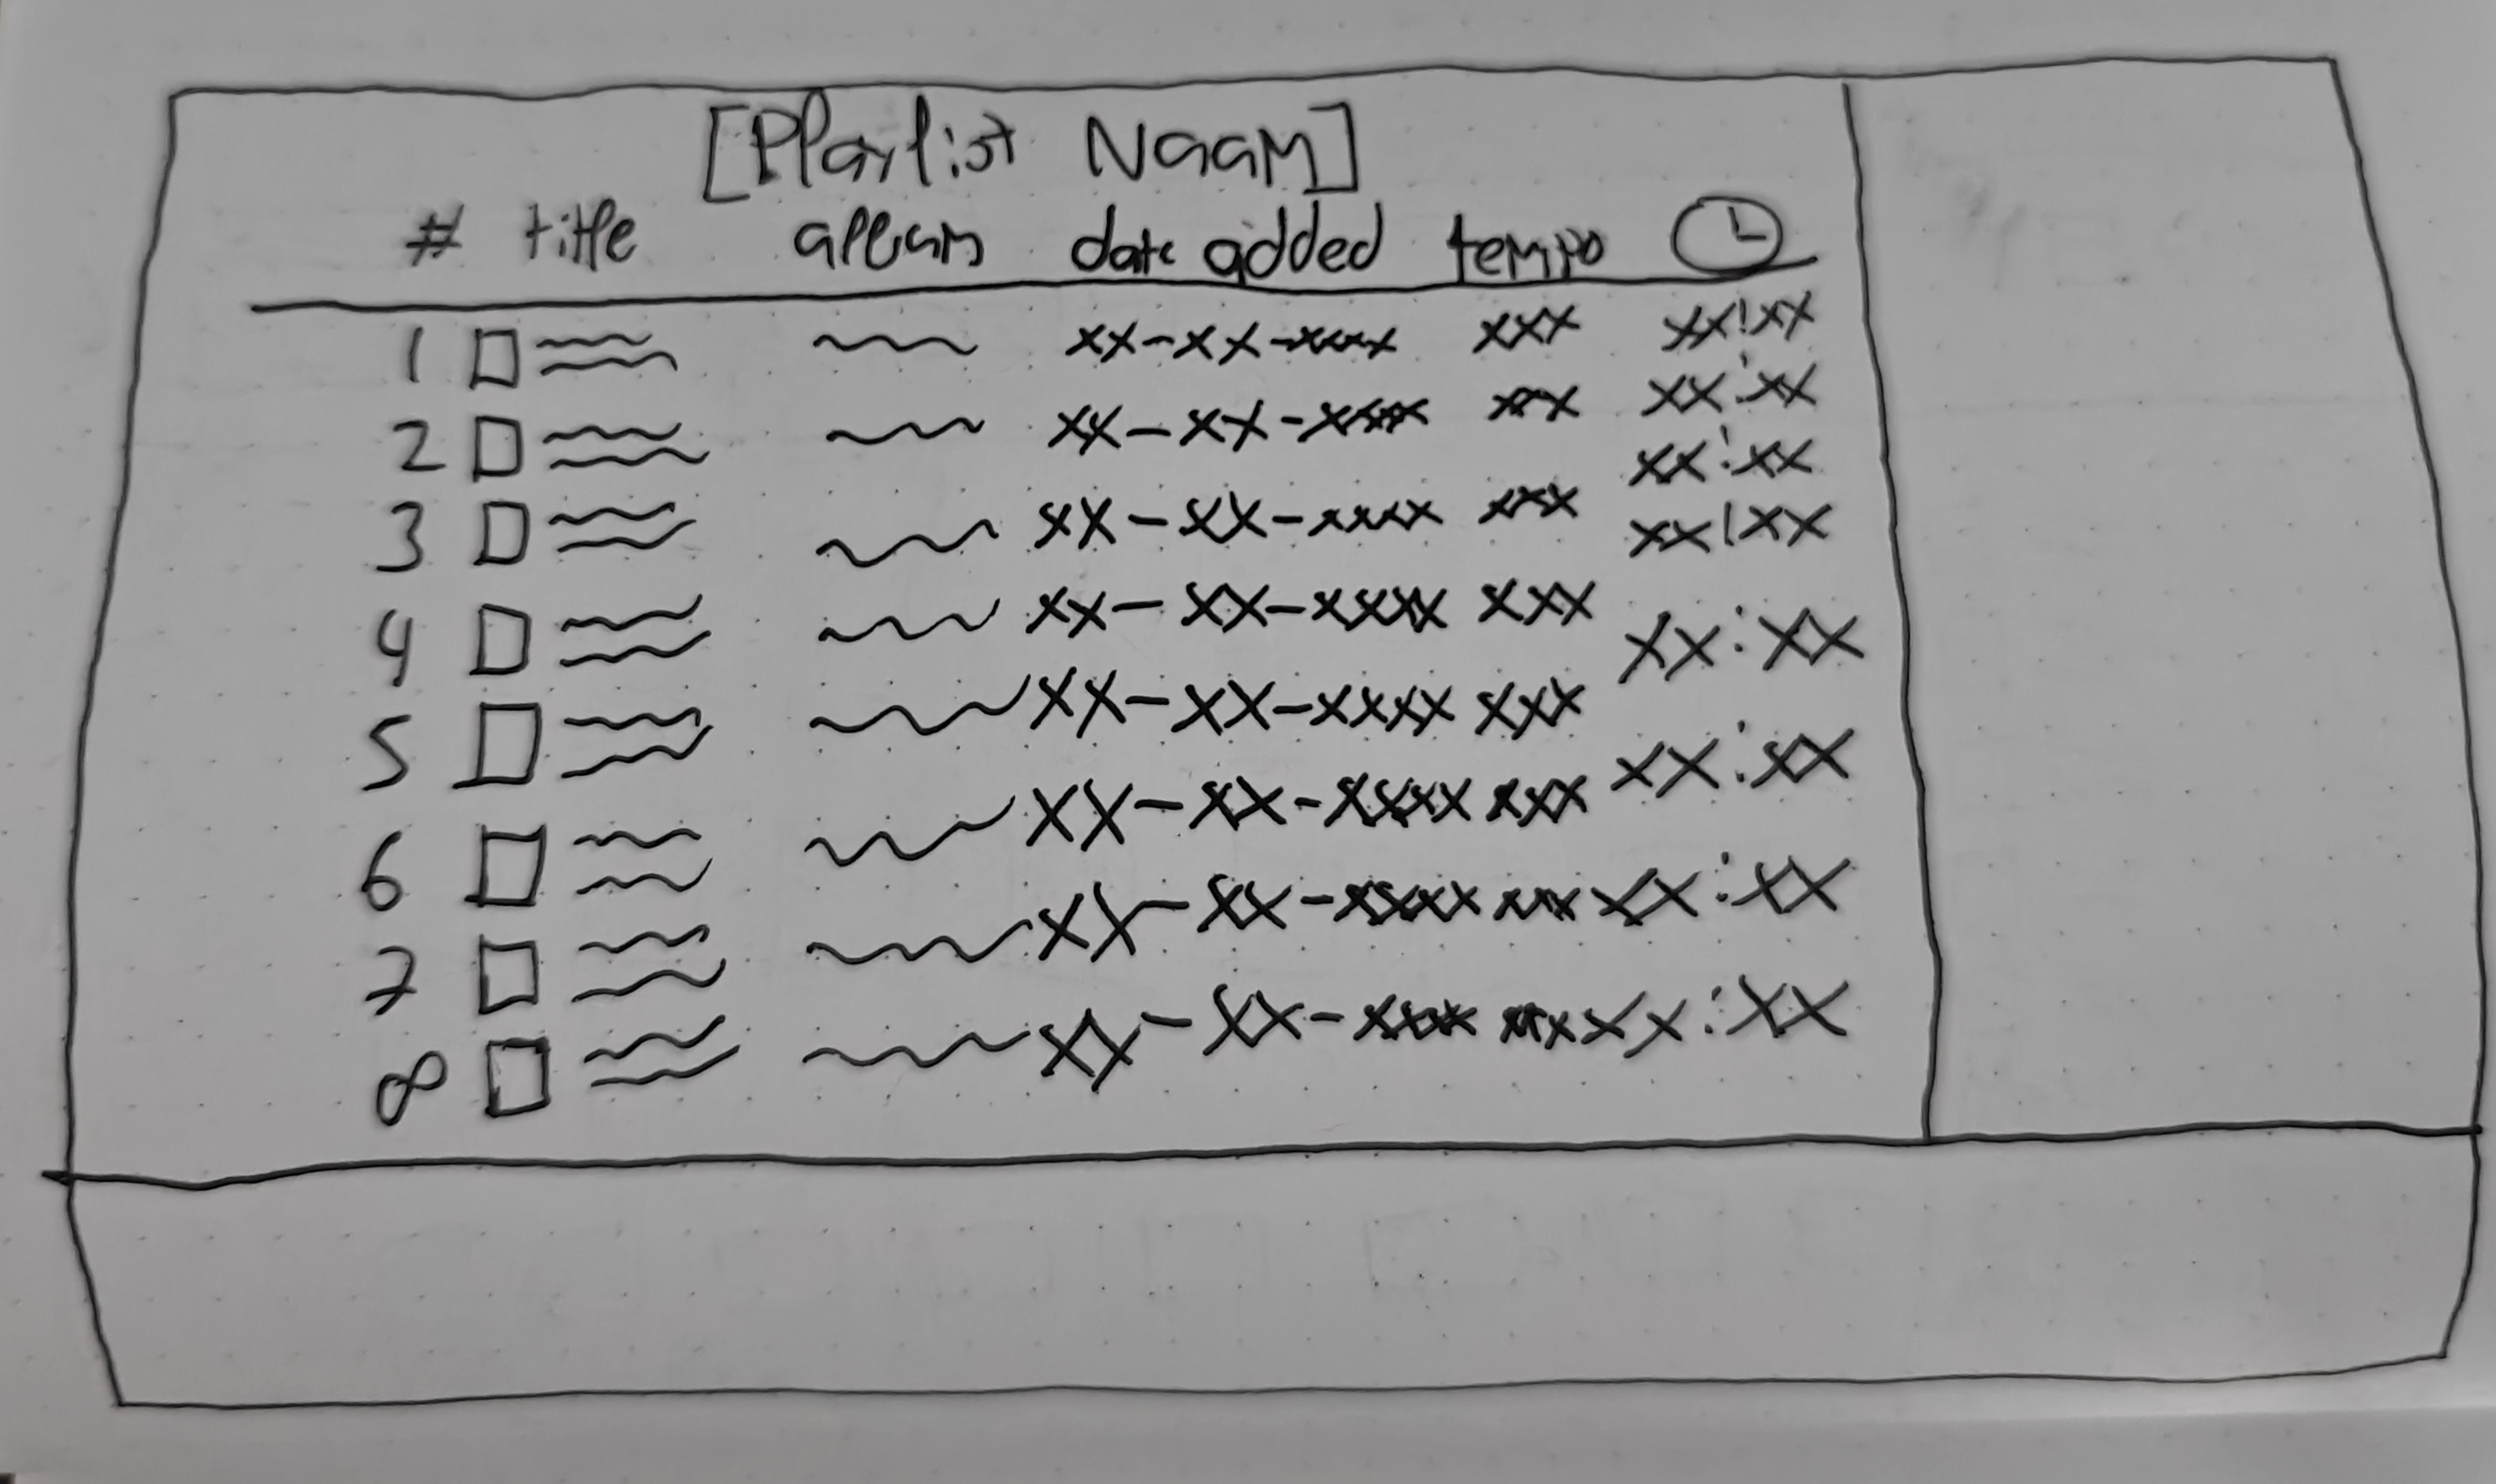 [Playlist Naam]
# title album date added tempo
1 xx-xx-xxxx xxx xx:xx
2 xx-xx-xxxx xxx xx:xx
3 xx-xx-xxxx xxx xx:xx
4 xx-xx-xxxx xxx xx:xx
5 xx-xx-xxxx xxx xx:xx
6 xx-xx-xxxx xxx xx:xx
7 xx-xx-xxxx xxx xx:xx
8 xx-xx-xxxx xxx xx:xx